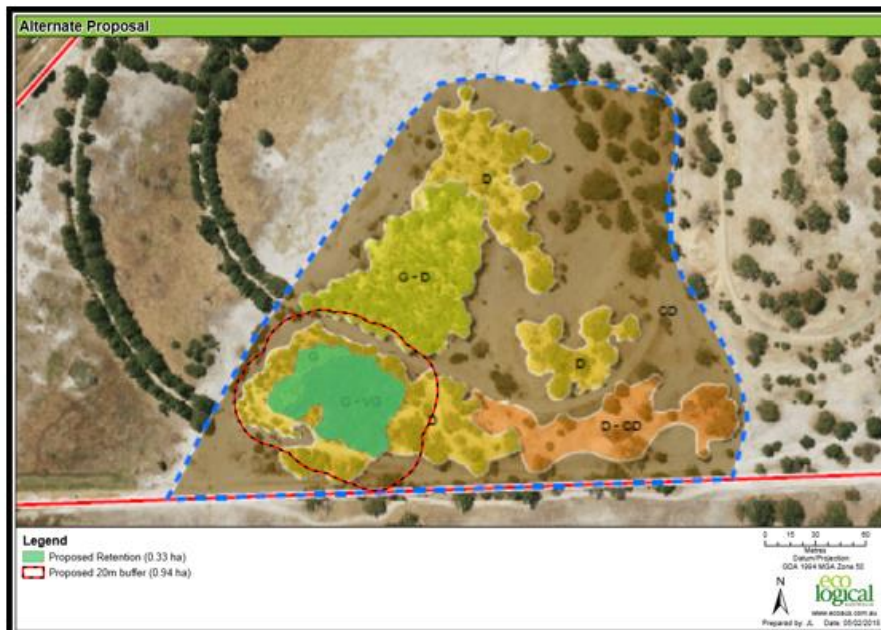 Alternate Proposal
D
G - D
CD
G
G - VG
D
D
D - CD
Legend
Proposed Retention (0.33 ha)
Proposed 20m buffer (0.94 ha)
0 15 30 60
Metres
Datum/Projection:
GDA 1994 MGA Zone 50
N
eco
logical
AUSTRALIA
www.ecoaus.com.au
Prepared by: JL Date: 05/02/2018